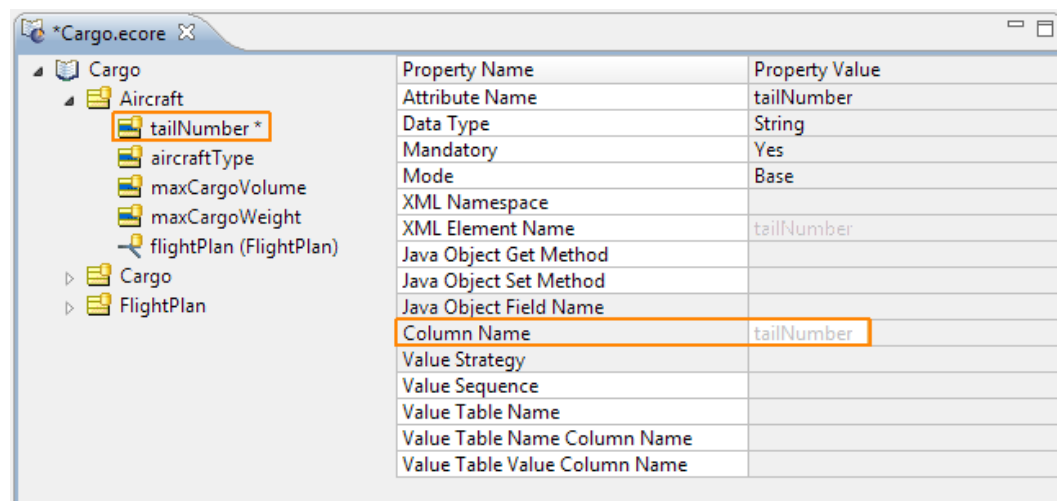 *Cargo.ecore
Cargo
Aircraft
tailNumber *
aircraftType
maxCargoVolume
maxCargoWeight
flightPlan (FlightPlan)
Cargo
FlightPlan
Property Name Property Value
Attribute Name tailNumber
Data Type String
Mandatory Yes
Mode Base
XML Namespace
XML Element Name tailNumber
Java Object Get Method
Java Object Set Method
Java Object Field Name
Column Name tailNumber
Value Strategy
Value Sequence
Value Table Name
Value Table Name Column Name
Value Table Value Column Name